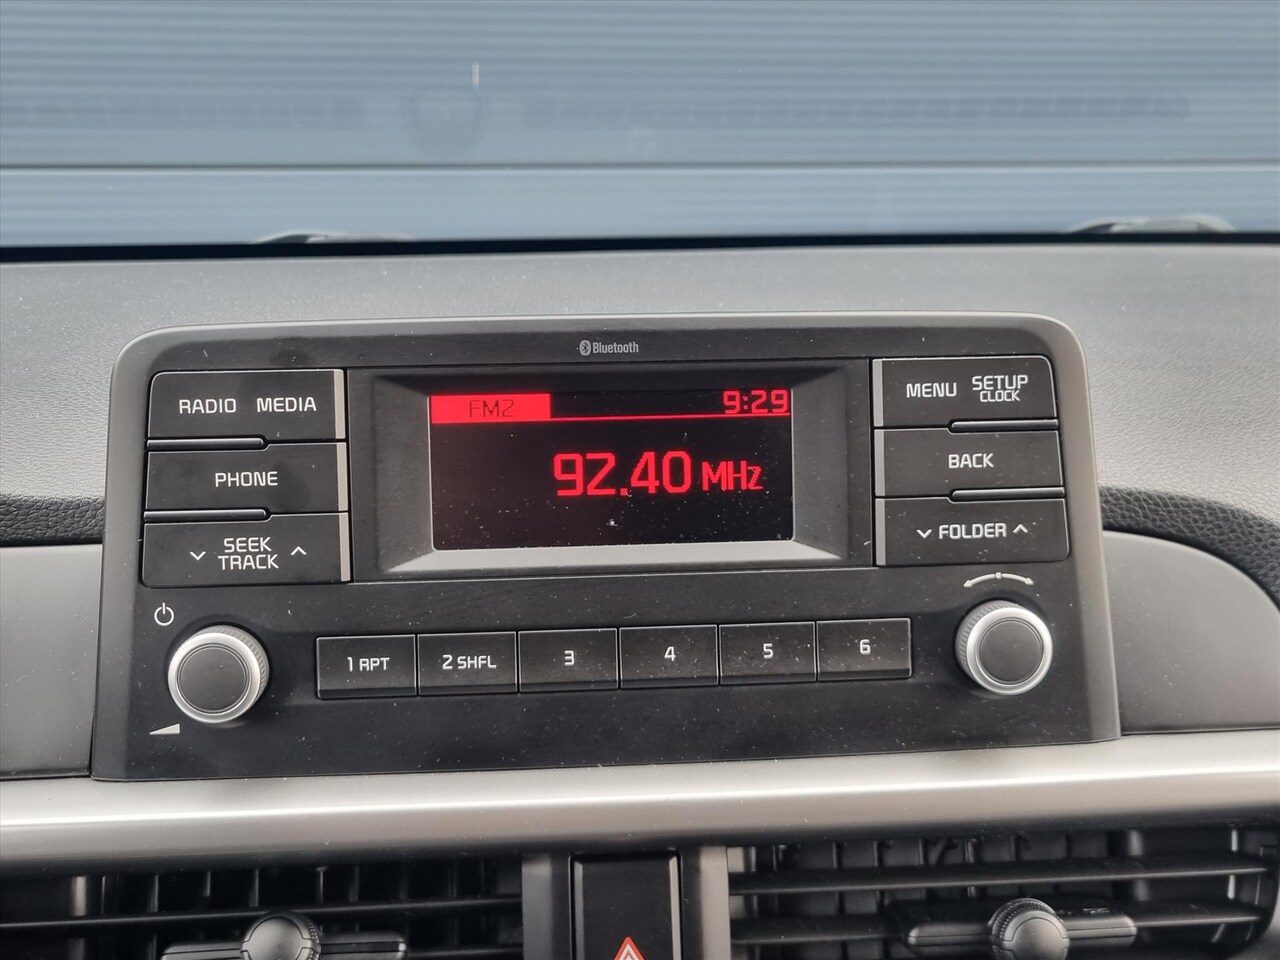 Bluetooth
RADIO MEDIA
FM2 9:29
MENU SETUP
CLOCK
PHONE
92.40 MHz
BACK
SEEK
TRACK
FOLDER
1 RPT 2 SHFL 3 4 5 6